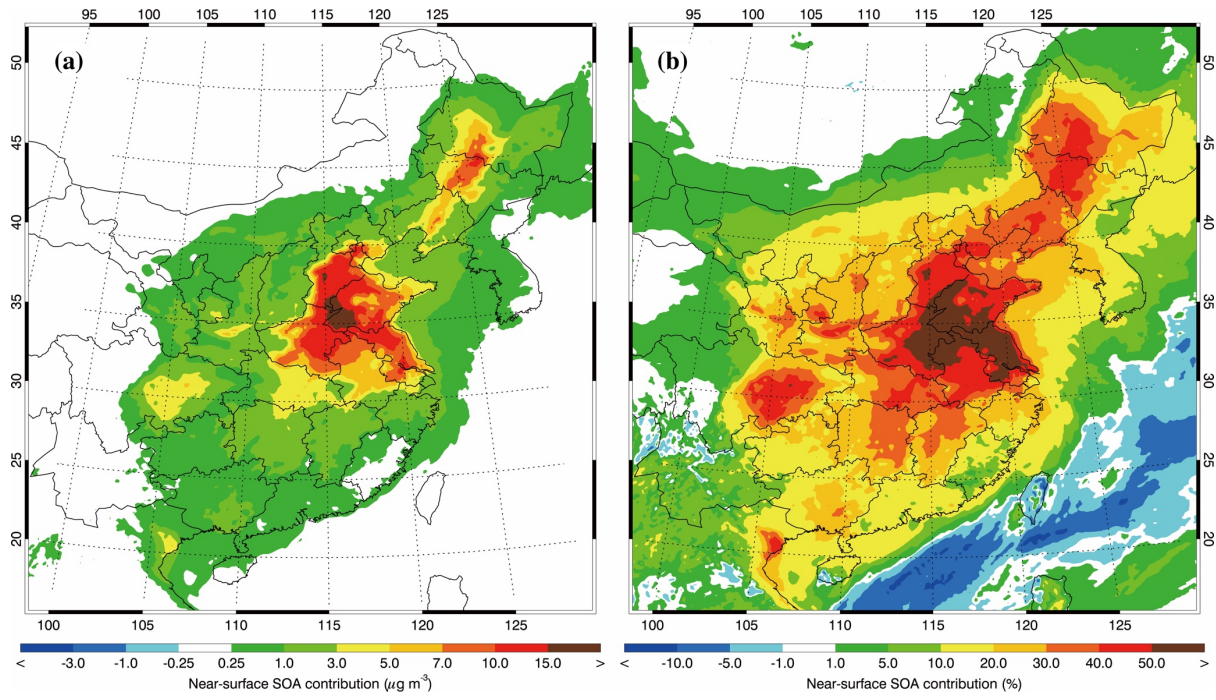 95 100 105 110 115 120 125
95 100 105 110 115 120 125
(a)
(b)
50 50
45 45
40 40
35 35
30 30
25 25
20 20
105 110 115 120 125
100 105 110 115 120 125
< -3.0 -1.0 -0.25 0.25 1.0 3.0 5.0 7.0 10.0 15.0 >
< -10.0 -5.0 -1.0 1.0 5.0 10.0 20.0 30.0 40.0 50.0 >
Near-surface SOA contribution (μg m⁻³)
Near-surface SOA contribution (%)